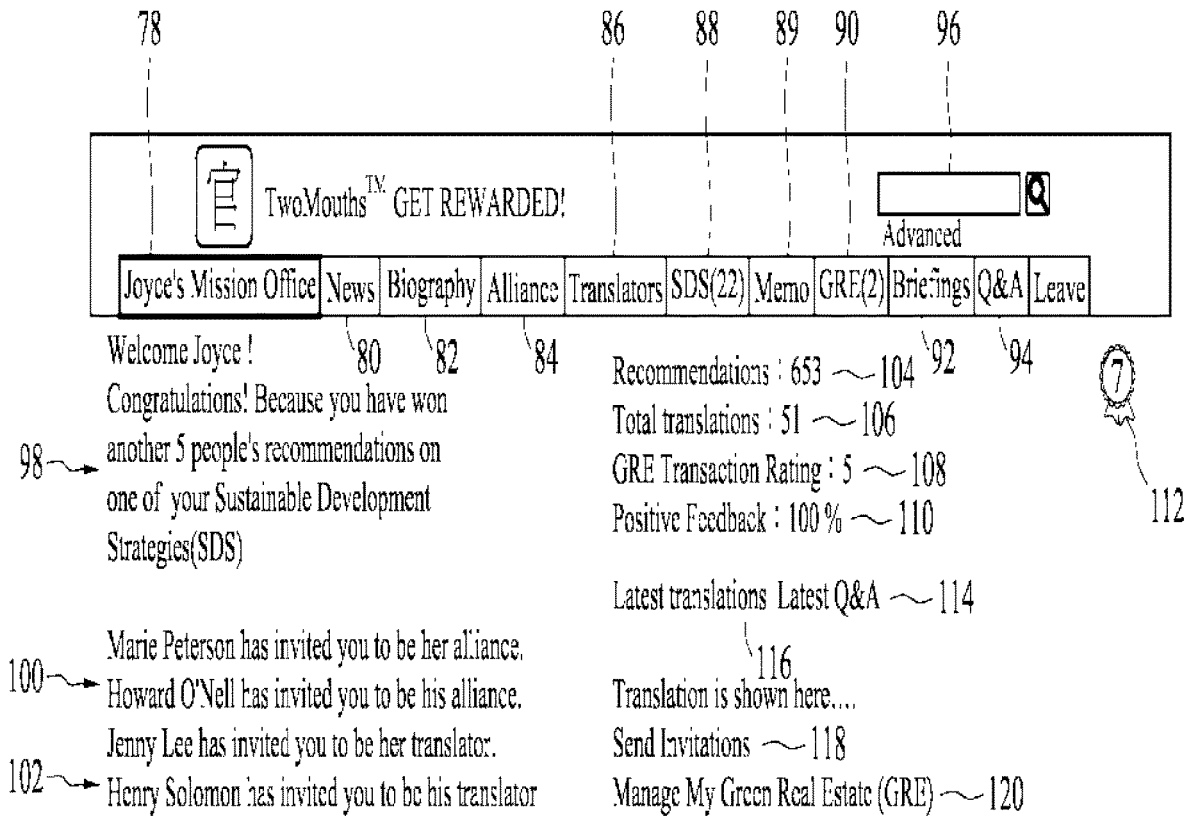 78 86 88 89 90 96
官 TwoMouths™ GET REWARDED!
Advanced
Joyce's Mission Office News Biography Alliance Translators SDS(22) Memo GRE(2) Briefings Q&A Leave
80 82 84 92 94
Welcome Joyce !
Congratulations! Because you have won
another 5 people's recommendations on
one of your Sustainable Development
Strategies(SDS)
98
Marie Peterson has invited you to be her alliance.
100 Howard O'Nell has invited you to be his alliance.
Jenny Lee has invited you to be her translator.
102 Henry Solomon has invited you to be his translator
Recommendations : 653 104
Total translations : 51 106
GRE Transaction Rating : 5 108
Positive Feedback : 100 % 110
7
112
Latest translations Latest Q&A 114
116
Translation is shown here....
Send Invitations 118
Manage My Green Real Estate (GRE) 120